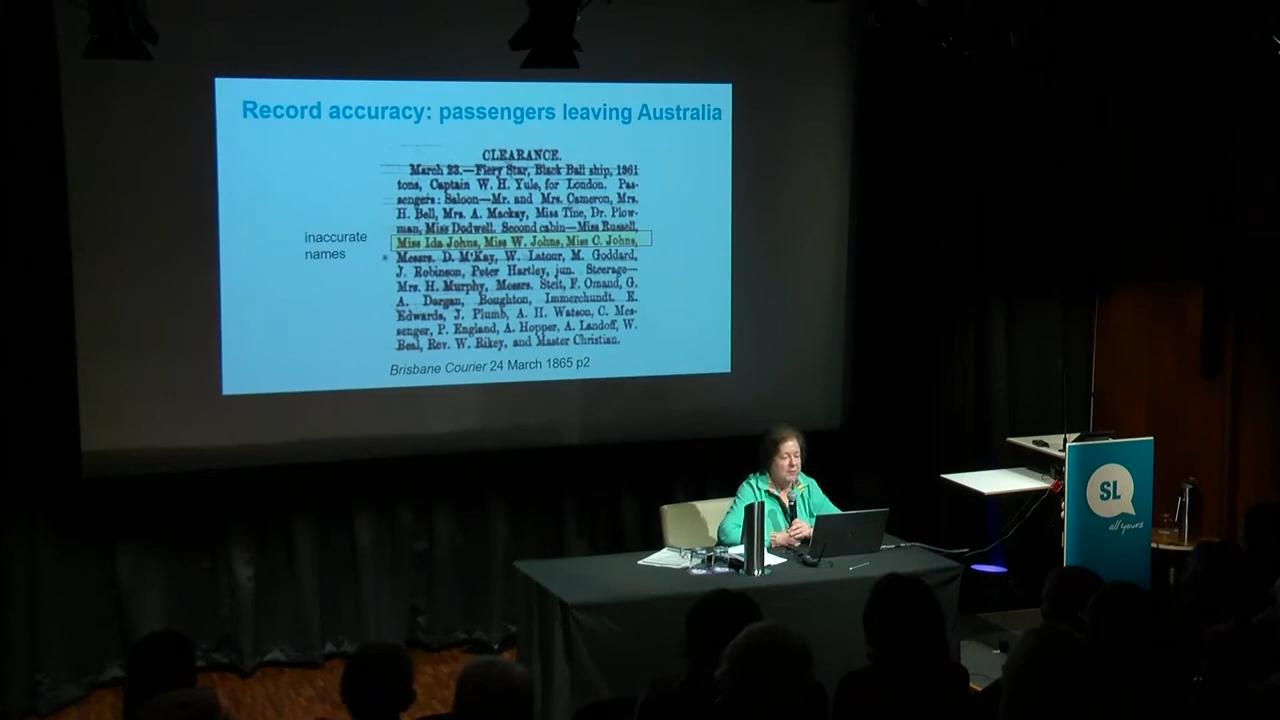 Record accuracy: passengers leaving Australia
CLEARANCE.
March 23.—Fiery Star, Black Ball ship, 1361
tons, Captain W. H. Yule, for London. Pas-
sengers: Saloon—Mr. and Mrs. Cameron, Mrs.
H. Bell, Mrs. A. Mackay, Miss Tine, Dr. Plow-
man, Miss Dodwell. Second cabin—Miss Russell,
Miss Ida Johns, Miss W. Johns, Miss C. Johns,
Messrs. D. M'Kay, W. Latour, M. Goddard,
J. Robinson, Peter Hartley, jun. Steerage—
Mrs. H. Murphy, Messrs. Steit, F. Omand, G.
A. Dargan, Boughton, Immerchundt. E.
Edwards, J. Plumb, A. H. Watson, C. Mes-
senger, P. England, A. Hopper, A. Landoff, W.
Beal, Rev. W. Rikey, and Master Christian.
inaccurate
names
Brisbane Courier 24 March 1865 p2
SL
all yours